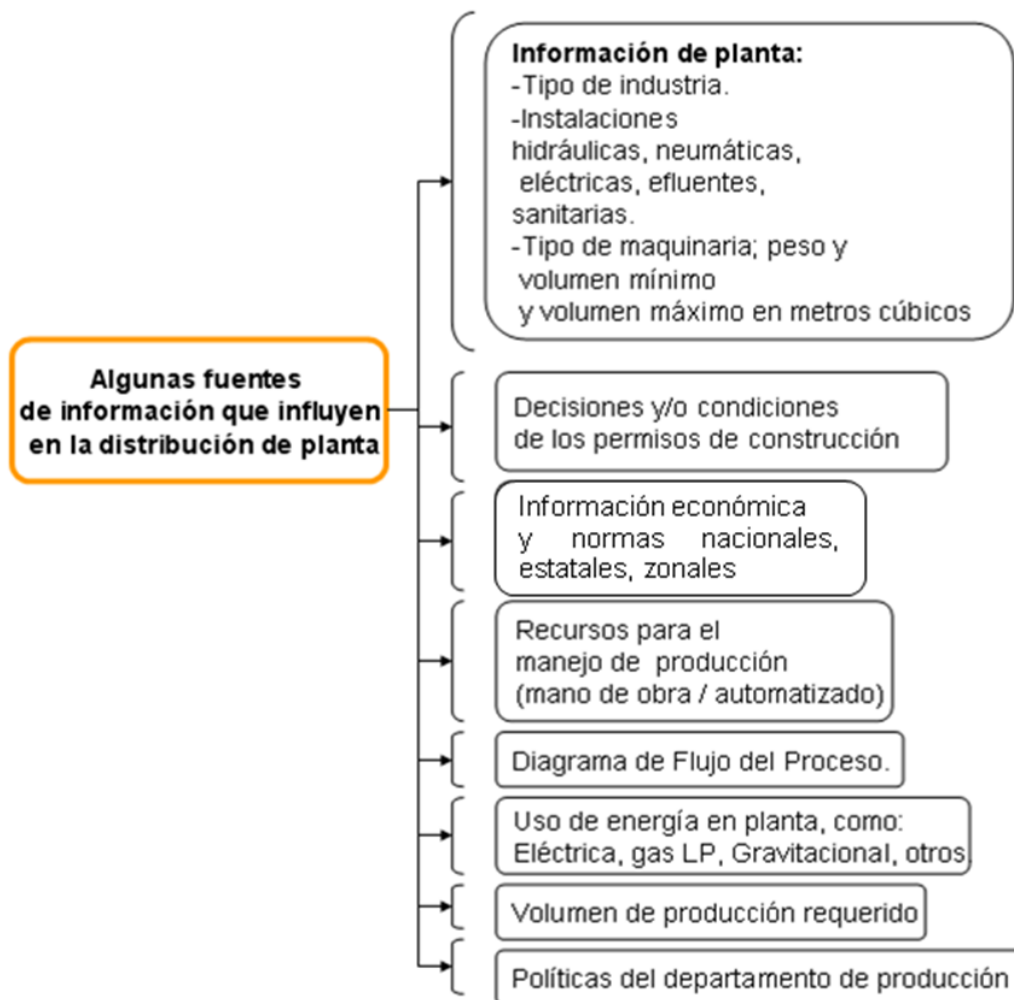 Información de planta:
-Tipo de industria.
-Instalaciones
hidráulicas, neumáticas,
eléctricas, efluentes,
sanitarias.
-Tipo de maquinaria; peso y
volumen mínimo
y volumen máximo en metros cúbicos
Algunas fuentes
de información que influyen
en la distribución de planta
Decisiones y/o condiciones
de los permisos de construcción
Información económica
y normas nacionales,
estatales, zonales
Recursos para el
manejo de producción
(mano de obra / automatizado)
Diagrama de Flujo del Proceso.
Uso de energía en planta, como:
Eléctrica, gas LP, Gravitacional, otros.
Volumen de producción requerido
Políticas del departamento de producción